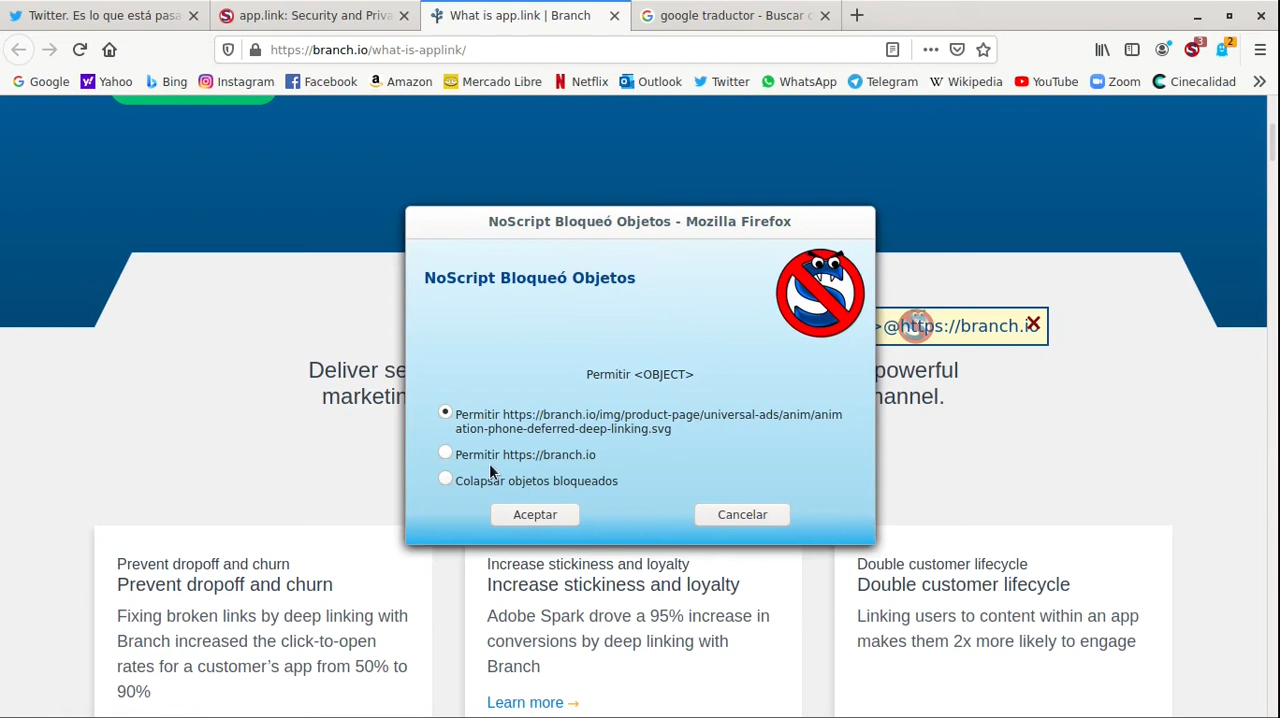 Twitter. Es lo que está pasa
app.link: Security and Priva
What is app.link | Branch
google traductor - Buscar c
https://branch.io/what-is-applink/
3
2
Google
Yahoo
Bing
Instagram
Facebook
Amazon
Mercado Libre
Netflix
Outlook
Twitter
WhatsApp
Telegram
Wikipedia
YouTube
Zoom
Cinecalidad
NoScript Bloqueó Objetos - Mozilla Firefox
NoScript Bloqueó Objetos
>@https://branch.io
Permitir <OBJECT>
Deliver se
powerful
marketin
hannel.
Permitir https://branch.io/img/product-page/universal-ads/anim/anim
ation-phone-deferred-deep-linking.svg
Permitir https://branch.io
Colapsar objetos bloqueados
Aceptar
Cancelar
Prevent dropoff and churn
Prevent dropoff and churn
Fixing broken links by deep linking with
Branch increased the click-to-open
rates for a customer’s app from 50% to
90%
Increase stickiness and loyalty
Increase stickiness and loyalty
Adobe Spark drove a 95% increase in
conversions by deep linking with
Branch
Learn more →
Double customer lifecycle
Double customer lifecycle
Linking users to content within an app
makes them 2x more likely to engage